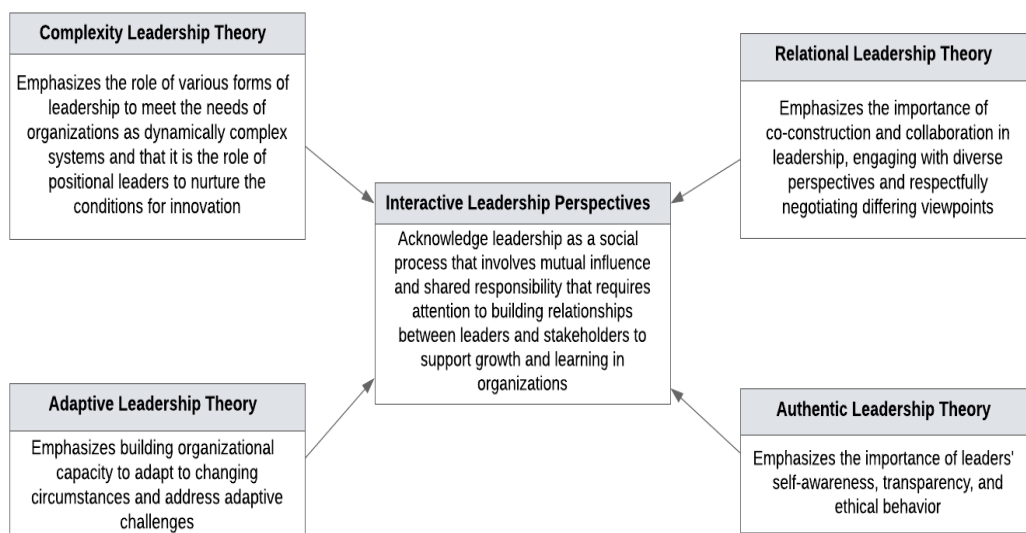 Complexity Leadership Theory
Emphasizes the role of various forms of
leadership to meet the needs of
organizations as dynamically complex
systems and that it is the role of
positional leaders to nurture the
conditions for innovation
Relational Leadership Theory
Emphasizes the importance of
co-construction and collaboration in
leadership, engaging with diverse
perspectives and respectfully
negotiating differing viewpoints
Interactive Leadership Perspectives
Acknowledge leadership as a social
process that involves mutual influence
and shared responsibility that requires
attention to building relationships
between leaders and stakeholders to
support growth and learning in
organizations
Adaptive Leadership Theory
Emphasizes building organizational
capacity to adapt to changing
circumstances and address adaptive
challenges
Authentic Leadership Theory
Emphasizes the importance of leaders'
self-awareness, transparency, and
ethical behavior